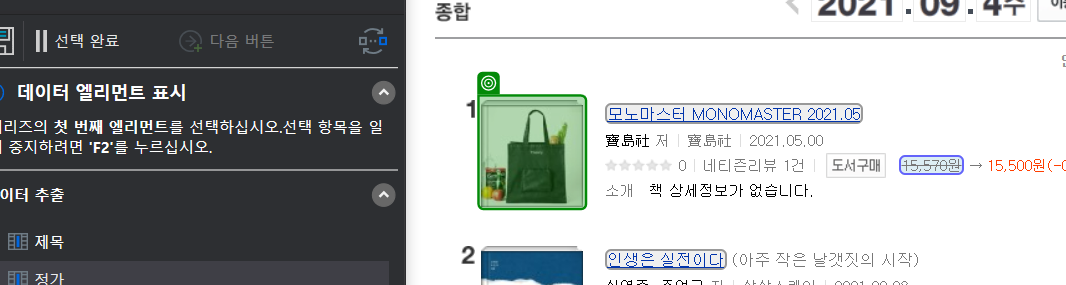 선택 완료
다음 버튼
데이터 엘리먼트 표시
리즈의 첫 번째 엘리먼트를 선택하십시오.선택 항목을 일
중지하려면 'F2'를 누르십시오.
이터 추출
제목
정가
종합
2021.09.4주
1
모노마스터 MONOMASTER 2021.05
寶島社 저 | 寶島社 | 2021.05.00
0 | 네티즌리뷰 1건 | 도서구매 15,570원 → 15,500원(-0
소개 책 상세정보가 없습니다.
2
인생은 실전이다 (아주 작은 날갯짓의 시작)